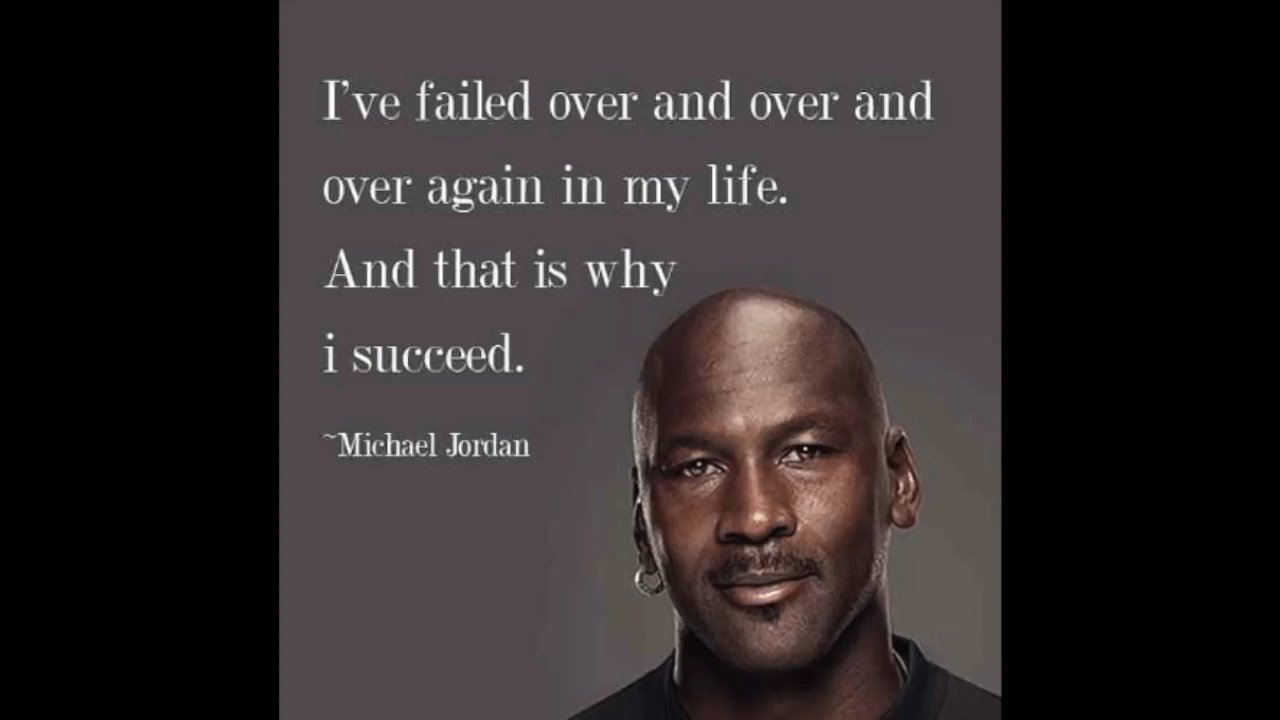 I've failed over and over and
over again in my life.
And that is why
i succeed.
~Michael Jordan